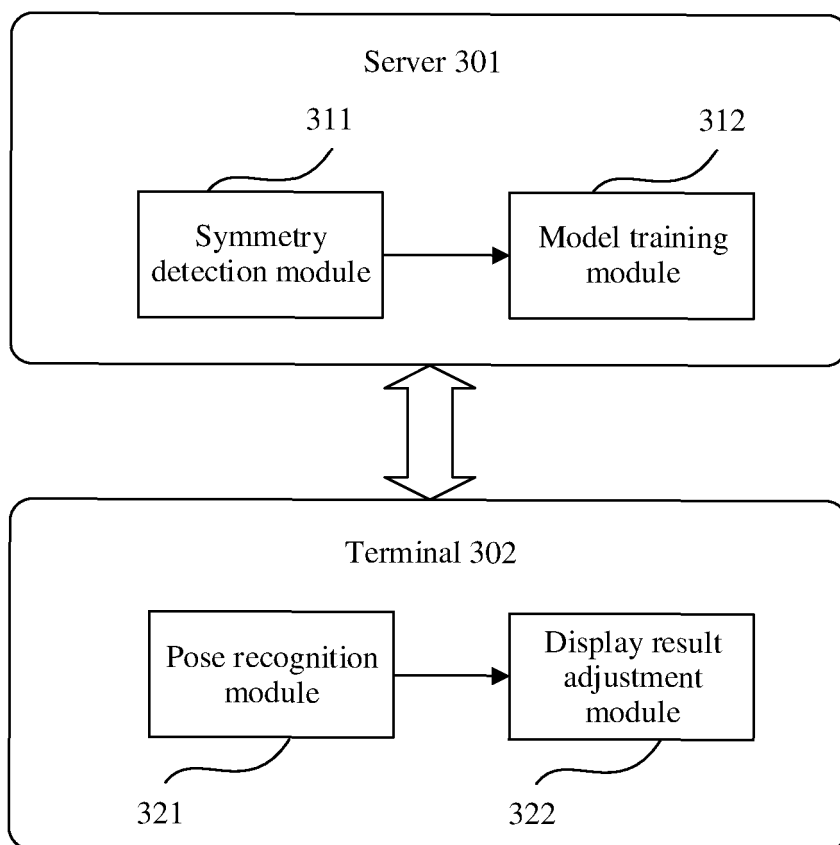 Server 301
311
312
Symmetry
detection module
Model training
module
Terminal 302
Pose recognition
module
Display result
adjustment
module
321
322